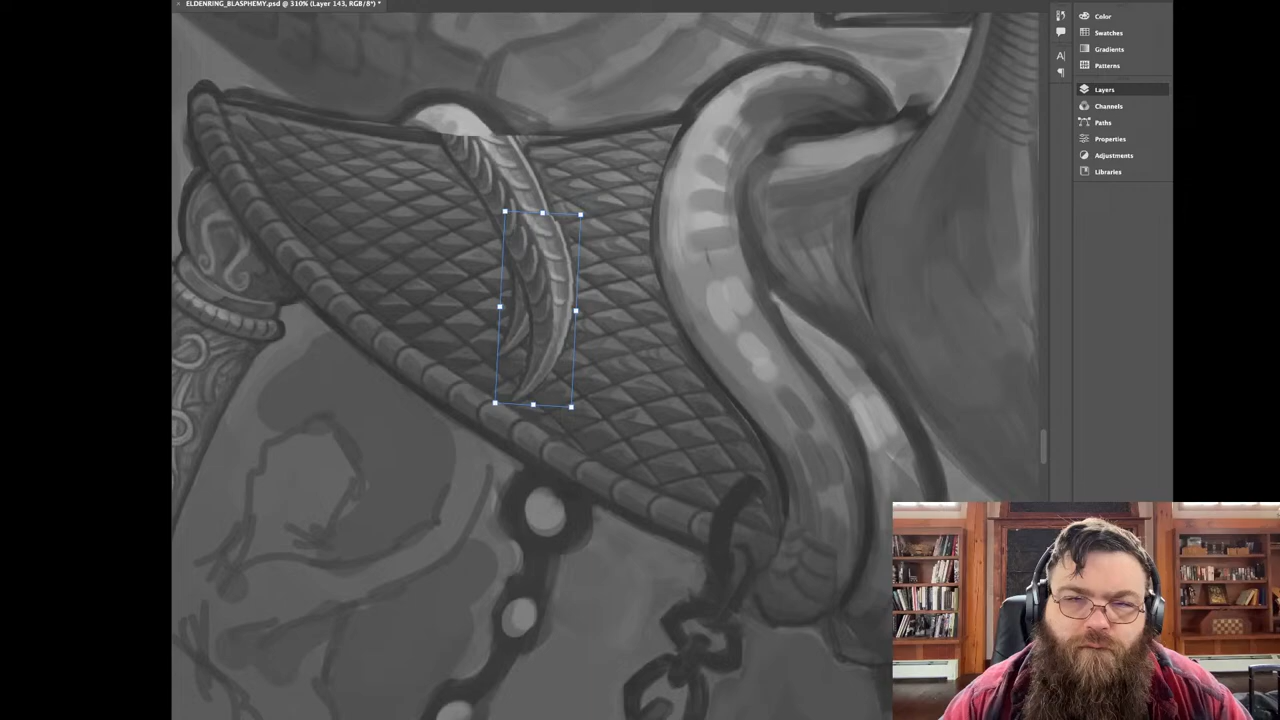 × ELDENRING_BLASPHEMY.psd @ 310% (Layer 143, RGB/8*) *
Color
Swatches
A| Gradients
¶ Patterns
Layers
Channels
Paths
Properties
Adjustments
Libraries